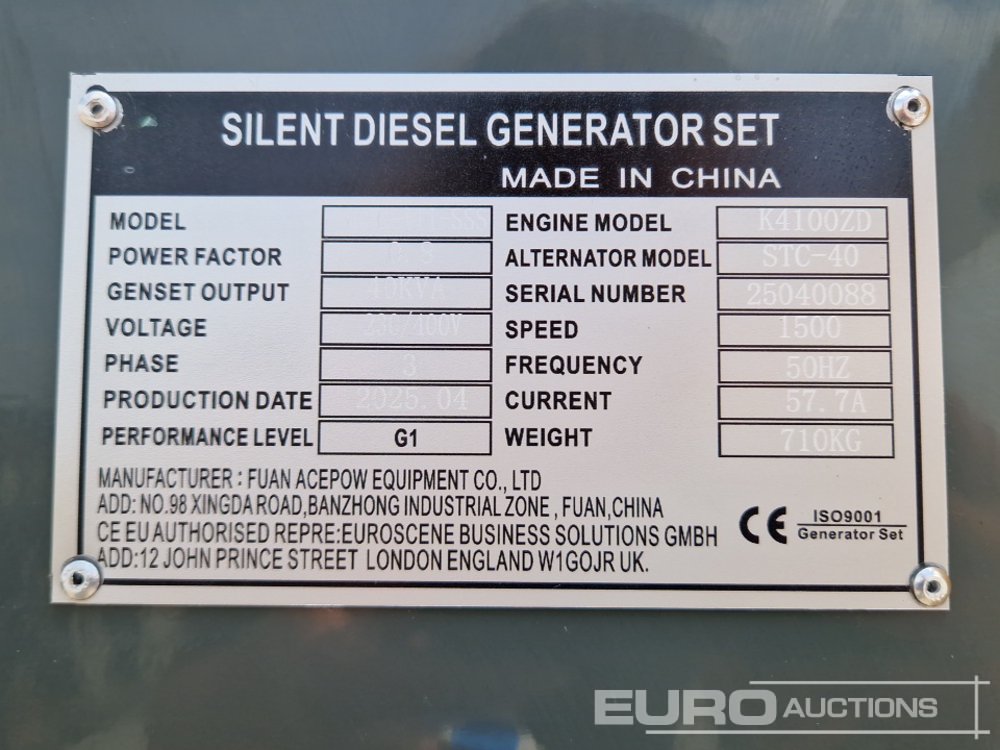 SILENT DIESEL GENERATOR SET
MADE IN CHINA
MODEL
ENGINE MODEL K4100ZD
POWER FACTOR 0.8
ALTERNATOR MODEL STC-40
GENSET OUTPUT 40KVA
SERIAL NUMBER 25040088
VOLTAGE 230/400V
SPEED 1500
PHASE 3
FREQUENCY 50HZ
PRODUCTION DATE 2025.04
CURRENT 57.7A
PERFORMANCE LEVEL G1
WEIGHT 710KG
MANUFACTURER : FUAN ACEPOW EQUIPMENT CO., LTD
ADD: NO.98 XINGDA ROAD,BANZHONG INDUSTRIAL ZONE , FUAN,CHINA
CE EU AUTHORISED REPRE:EUROSCENE BUSINESS SOLUTIONS GMBH
ADD:12 JOHN PRINCE STREET LONDON ENGLAND W1GOJR UK.
CE
ISO9001
Generator Set
EURO AUCTIONS